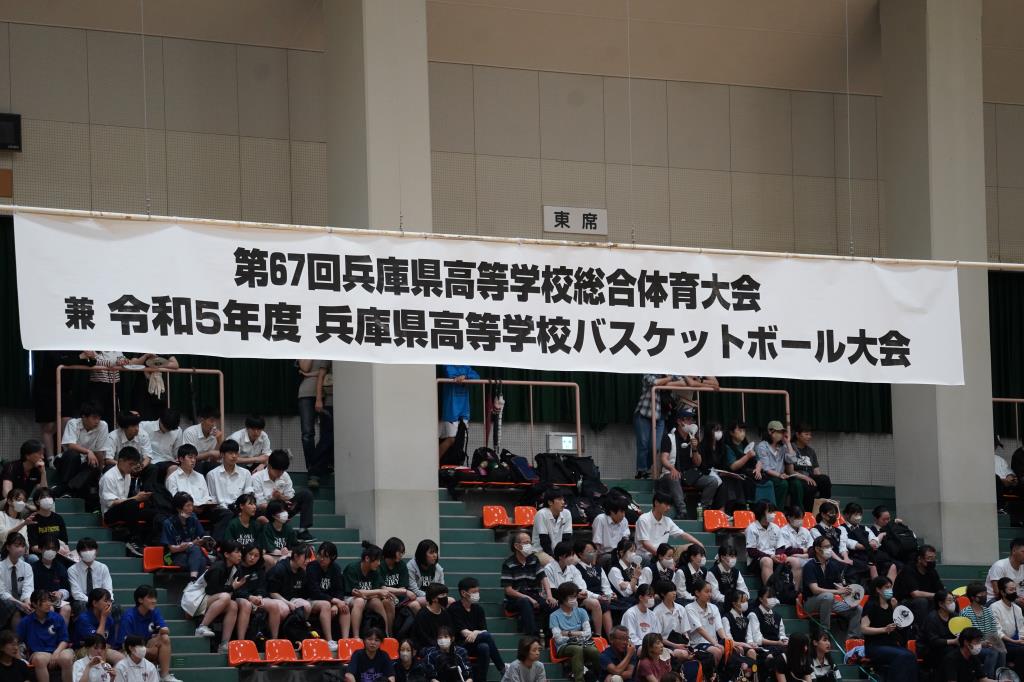 東席
第67回兵庫県高等学校総合体育大会
兼 令和5年度 兵庫県高等学校バスケットボール大会